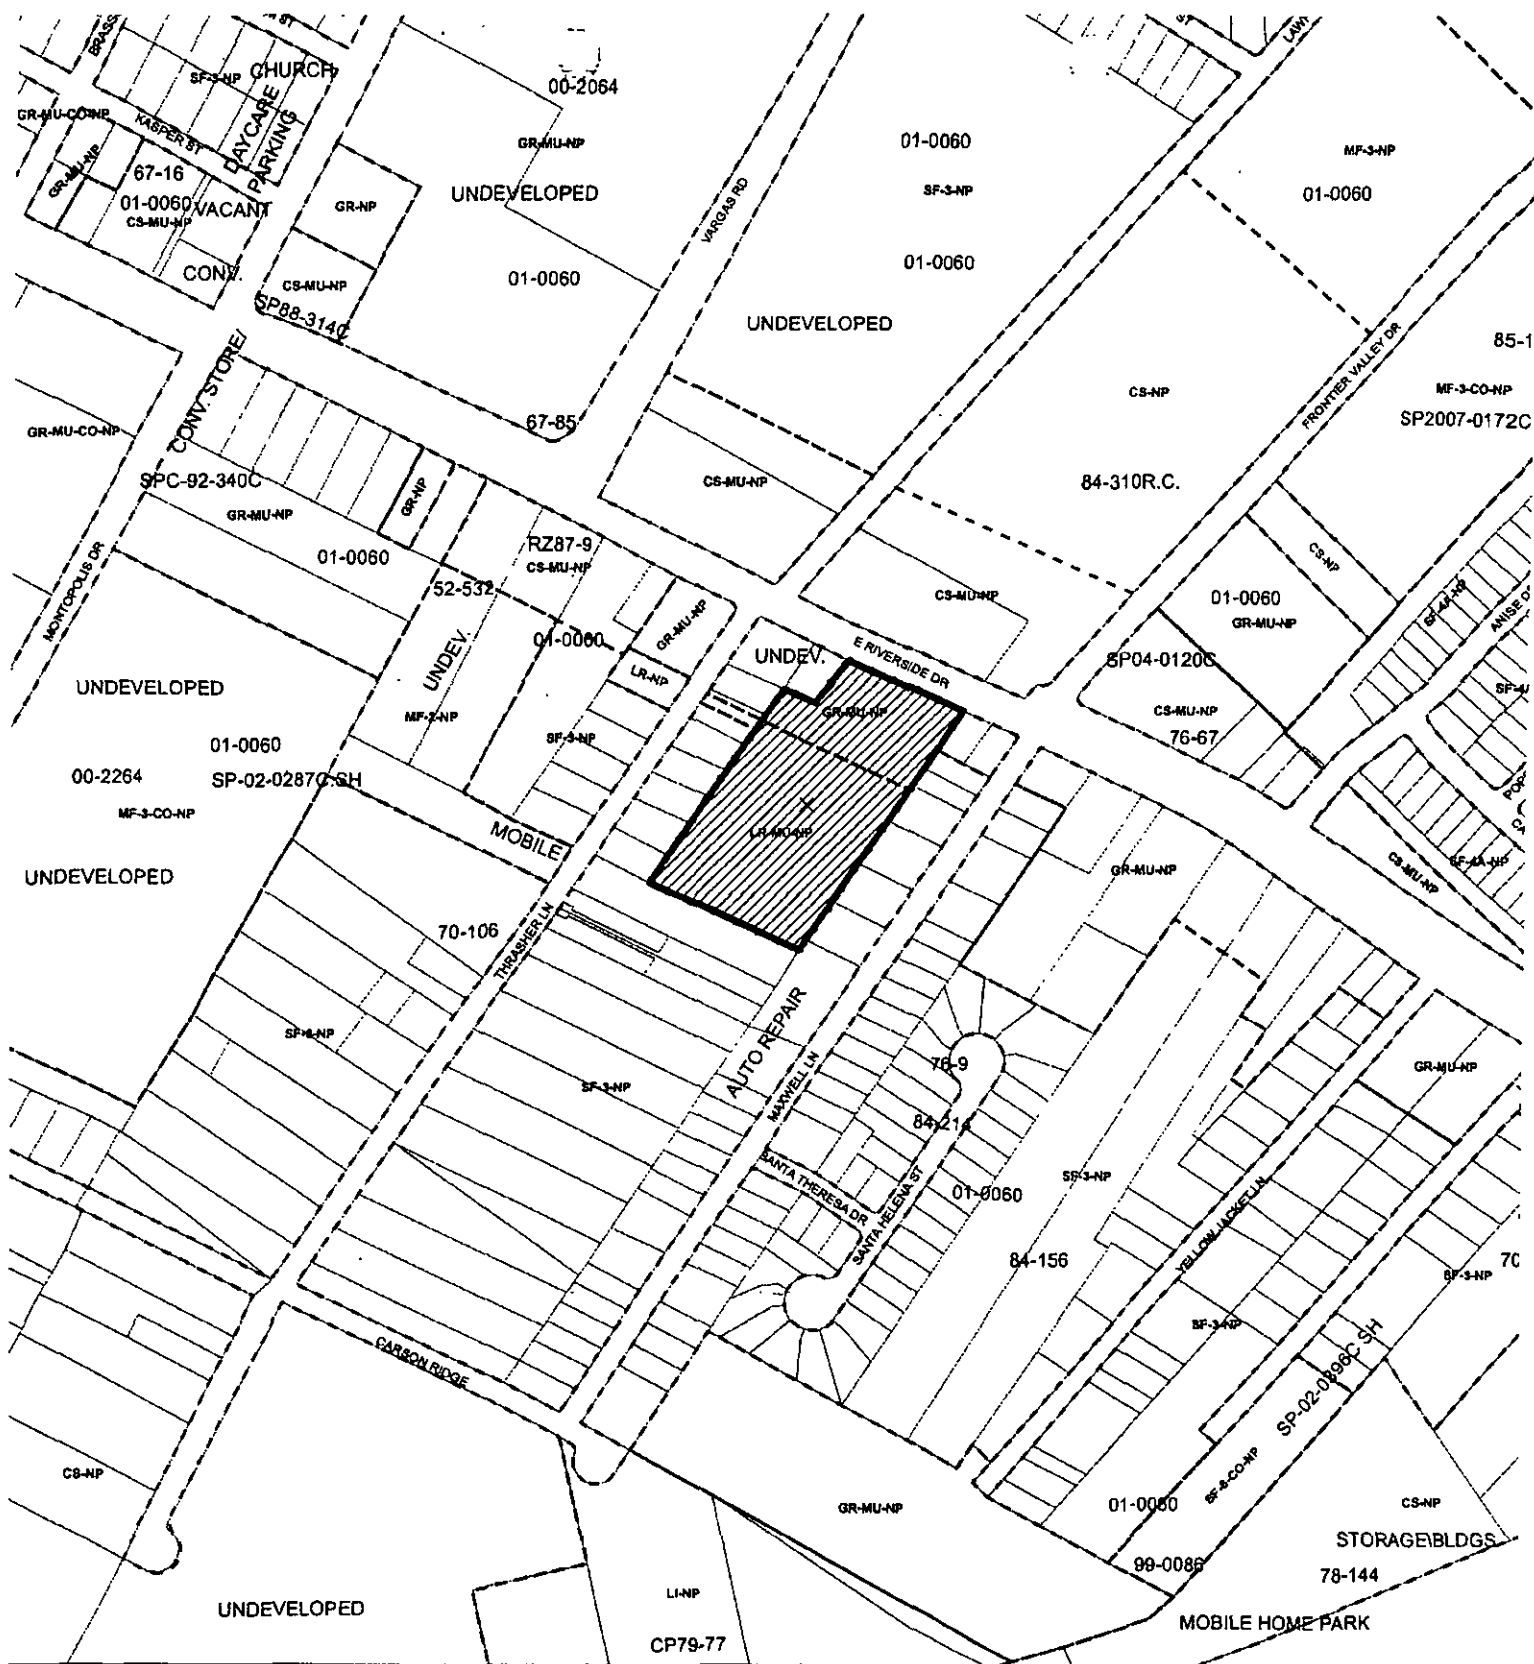 SF-3-NP
CHURCH
DAYCARE
PARKING
KASPER ST
GR-MU-CO-NP
GR-MU-NP
67-16
01-0060
VACANT
CS-MU-NP
CONV.
GR-NP
CS-MU-NP
SP88-314C
00-2064
GR-MU-NP
UNDEVELOPED
01-0060
VARGAS RD
01-0060
SF-3-NP
01-0060
UNDEVELOPED
MF-3-NP
01-0060
FRONTIER VALLEY DR
85-1
MF-3-CO-NP
SP2007-0172C
CS-NP
84-310R.C.
67-85
CS-MU-NP
CONV. STORE/
GR-MU-CO-NP
SPC-92-340C
GR-MU-NP
GR-NP
01-0060
MONTOPOLIS DR
RZ87-9
CS-MU-NP
52-532
01-0060
UNDEV.
MF-2-NP
GR-MU-NP
LR-NP
SF-3-NP
UNDEV.
E RIVERSIDE DR
CS-MU-NP
CS-NP
01-0060
GR-MU-NP
SP04-0120C
CS-MU-NP
76-67
SF-4A-NP
ANISE DR
GR-MU-NP
LR-MU-NP
UNDEVELOPED
01-0060
00-2264
SP-02-0287C.SH
MF-3-CO-NP
UNDEVELOPED
MOBILE
70-106
THRASHER LN
GR-MU-NP
CS-MU-NP
SF-4A-NP
SF-6-NP
SF-3-NP
AUTO REPAIR
MAXWELL LN
76-9
84-214
SANTA THERESA DR
SANTA HELENA ST
01-0060
SF-3-NP
84-156
YELLOW JACKET LN
GR-MU-NP
SF-3-NP
70
SF-3-NP
SP-02-0896C SH
CARSON RIDGE
CS-NP
GR-MU-NP
01-0060
SF-6-CO-NP
CS-NP
STORAGE\BLDGS
99-0086
78-144
UNDEVELOPED
LI-NP
CP79-77
MOBILE HOME PARK